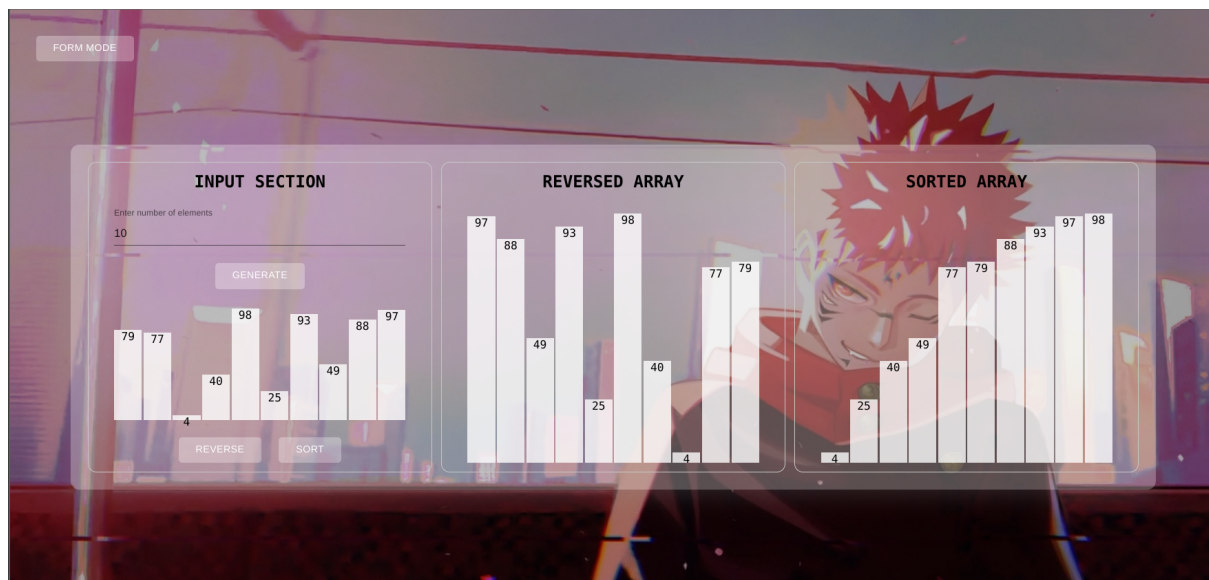 FORM MODE
INPUT SECTION
Enter number of elements
10
GENERATE
79 77 4 40 98 25 93 49 88 97
REVERSE SORT
REVERSED ARRAY
97 88 49 93 25 98 40 4 77 79
SORTED ARRAY
4 25 40 49 77 79 88 93 97 98